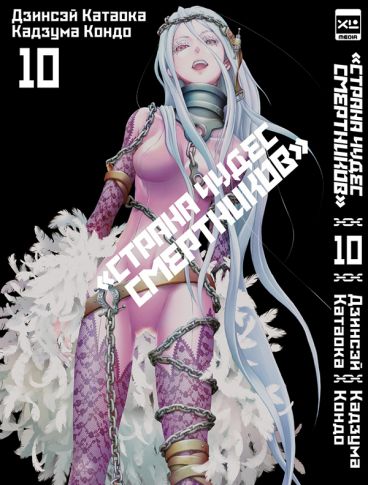 Дзинсэй Катаока
Кадзума Кондо
10
«СТРАНА ЧУДЕС
СМЕРТНИКОВ»
XL
MEDIA
«СТРАНА ЧУДЕС
СМЕРТНИКОВ»
10
Дзинсэй
Катаока
Кадзума
Кондо